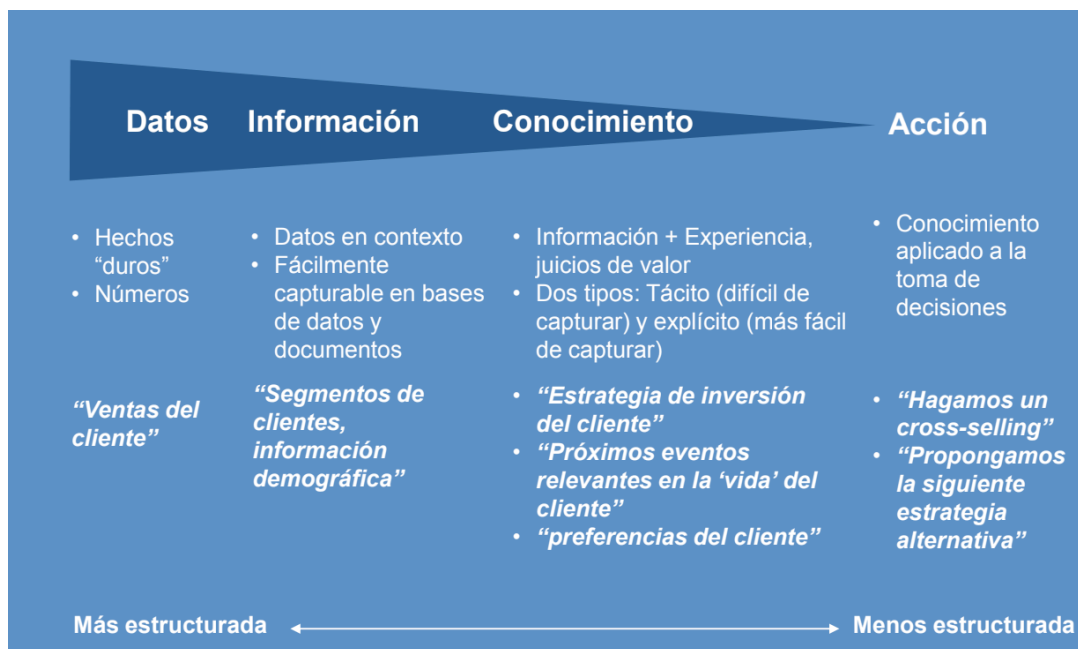 Datos
Información
Conocimiento
Acción
• Hechos
“duros”
• Números
“Ventas del
cliente”
• Datos en contexto
• Fácilmente
capturable en bases
de datos y
documentos
“Segmentos de
clientes,
información
demográfica”
• Información + Experiencia,
juicios de valor
• Dos tipos: Tácito (difícil de
capturar) y explícito (más fácil
de capturar)
• “Estrategia de inversión
del cliente”
• “Próximos eventos
relevantes en la ‘vida’ del
cliente”
• “preferencias del cliente”
• Conocimiento
aplicado a la
toma de
decisiones
• “Hagamos un
cross-selling”
• “Propongamos
la siguiente
estrategia
alternativa”
Más estructurada
Menos estructurada